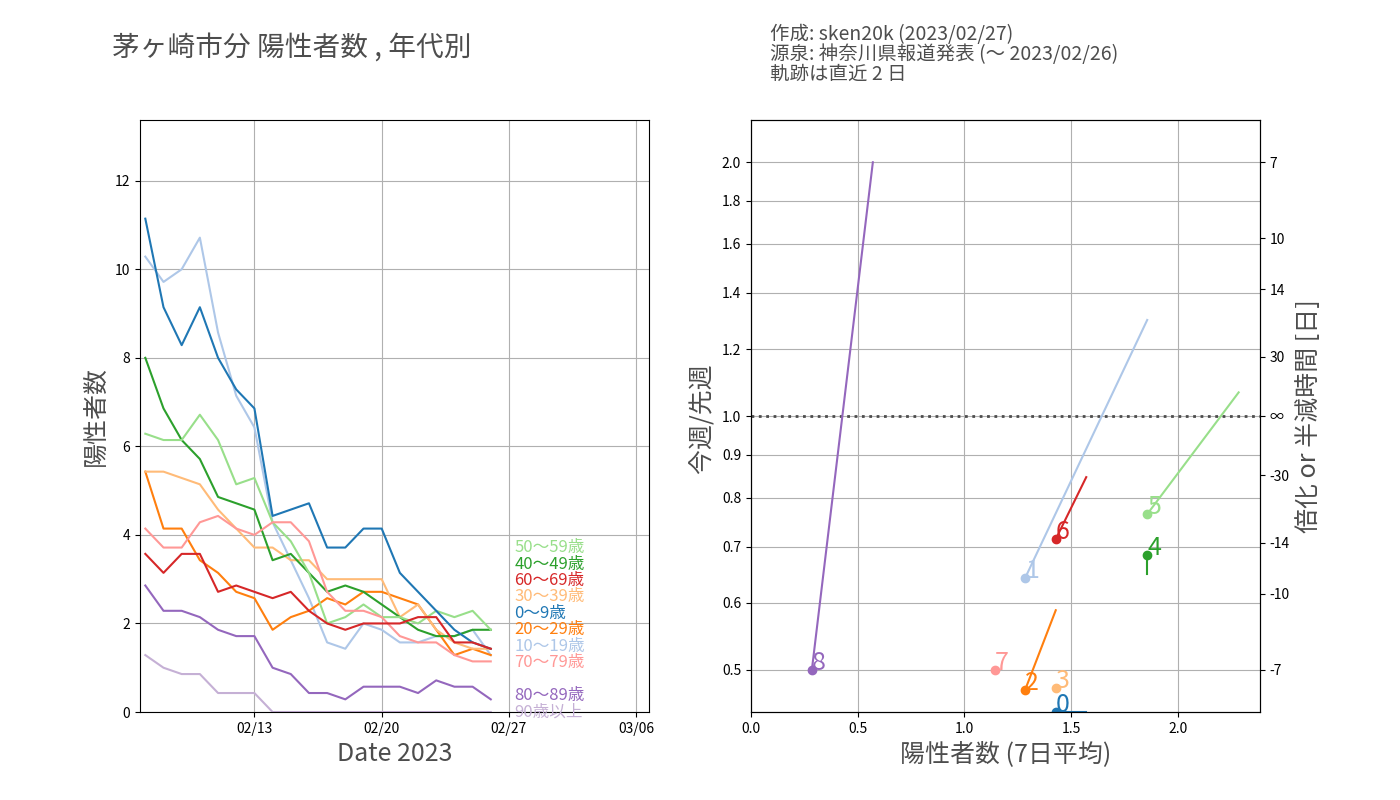 茅ヶ崎市分 陽性者数 , 年代別
作成: sken20k (2023/02/27)
源泉: 神奈川県報道発表 (〜 2023/02/26)
軌跡は直近 2 日
陽性者数
12
10
8
6
4
2
0
02/13
02/20
02/27
03/06
Date 2023
50〜59歳
40〜49歳
60〜69歳
30〜39歳
0〜9歳
20〜29歳
10〜19歳
70〜79歳
80〜89歳
90歳以上
今週/先週
2.0
1.8
1.6
1.4
1.2
1.0
0.9
0.8
0.7
0.6
0.5
0.0
0.5
1.0
1.5
2.0
陽性者数 (7日平均)
7
10
14
30
∞
-30
-14
-10
-7
倍化 or 半減時間 [日]
5
6
4
1
8
7
2
3
0